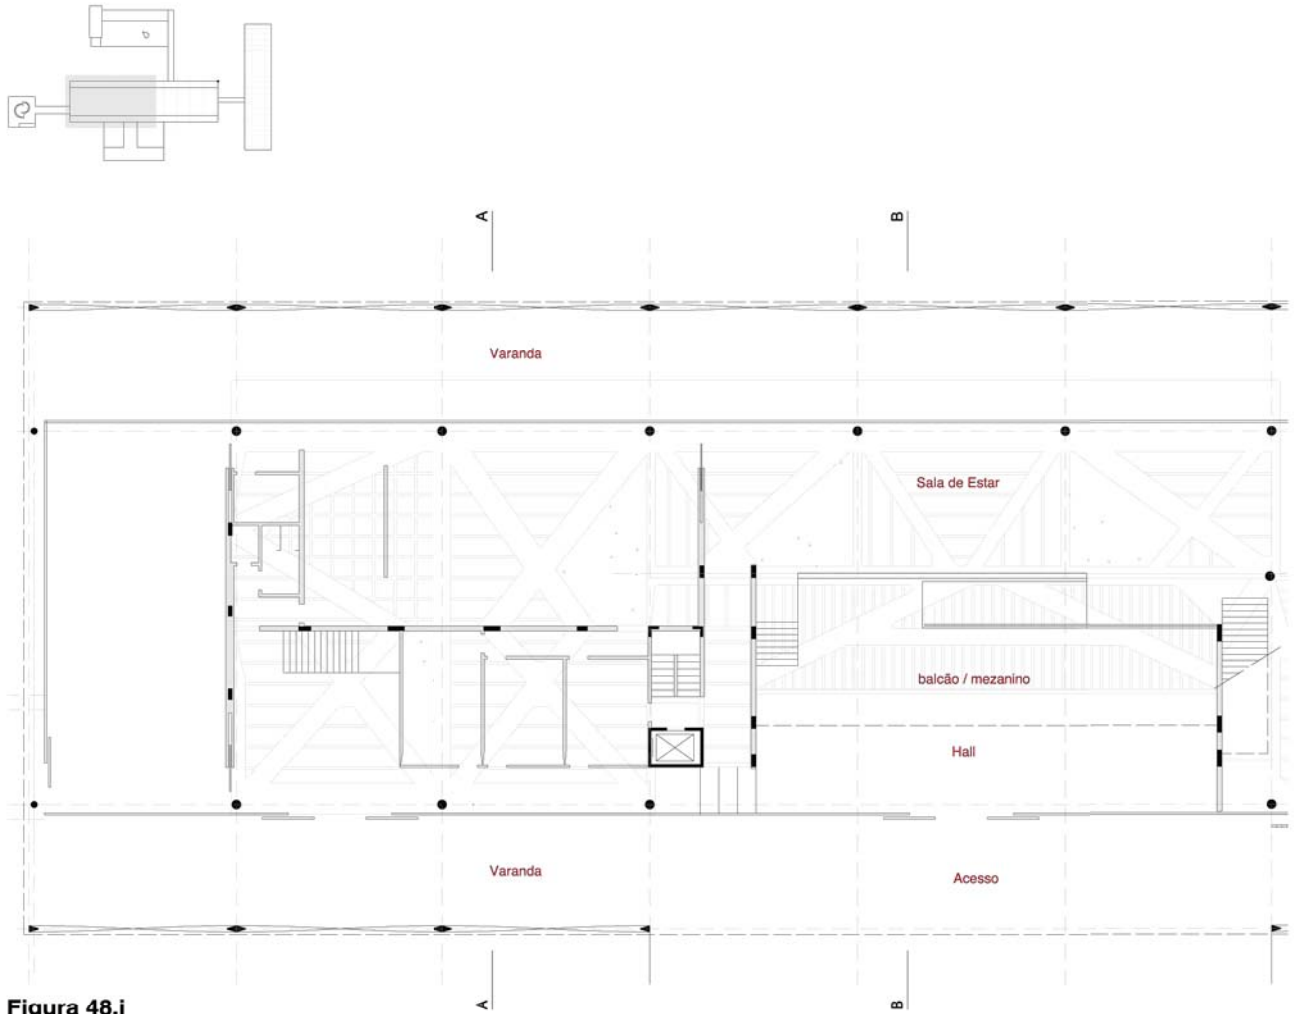 A
B
Varanda
Sala de Estar
balcão / mezanino
Hall
Varanda
Acesso
A
B
Figura 48.i